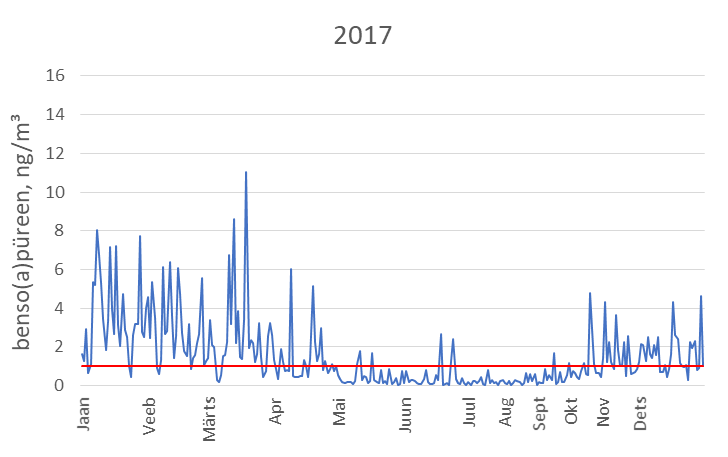 2017
benso(a)püreen, ng/m³
16
14
12
10
8
6
4
2
0
Jaan
Veeb
Märts
Apr
Mai
Juun
Juul
Aug
Sept
Okt
Nov
Dets